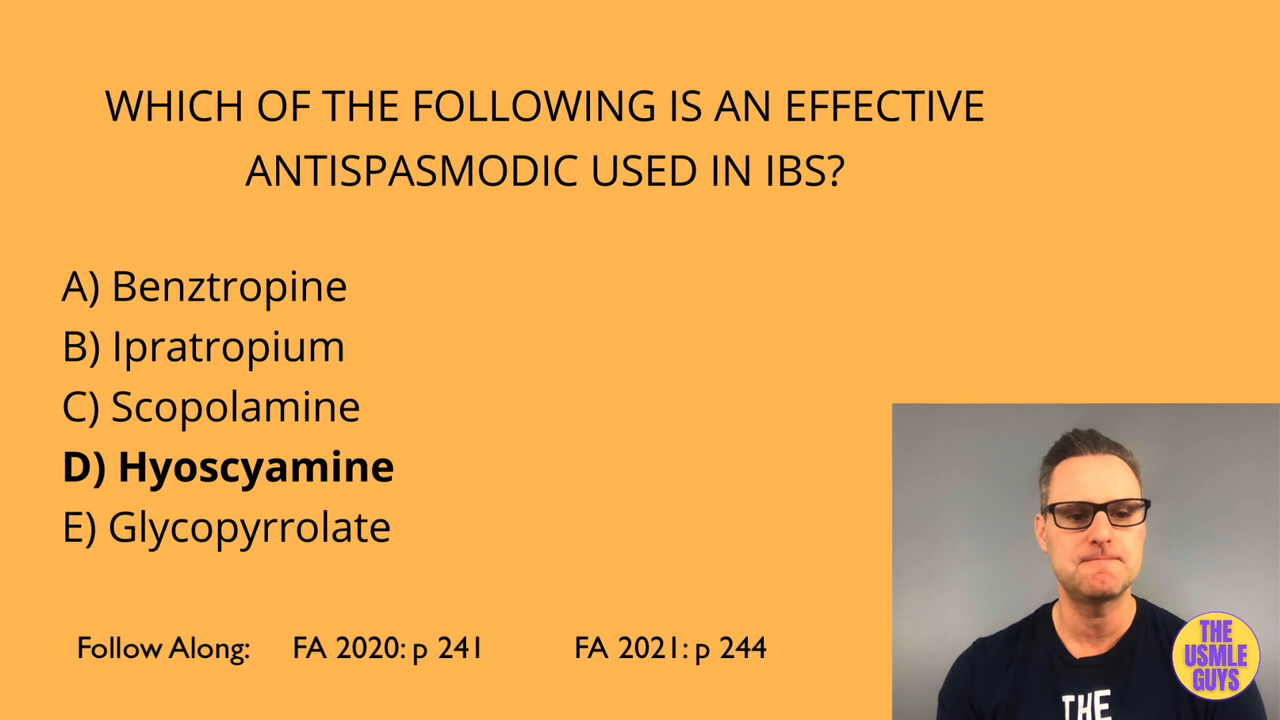 WHICH OF THE FOLLOWING IS AN EFFECTIVE
ANTISPASMODIC USED IN IBS?
A) Benztropine
B) Ipratropium
C) Scopolamine
D) Hyoscyamine
E) Glycopyrrolate
Follow Along: FA 2020: p 241 FA 2021: p 244
THE
THE
USMLE
GUYS